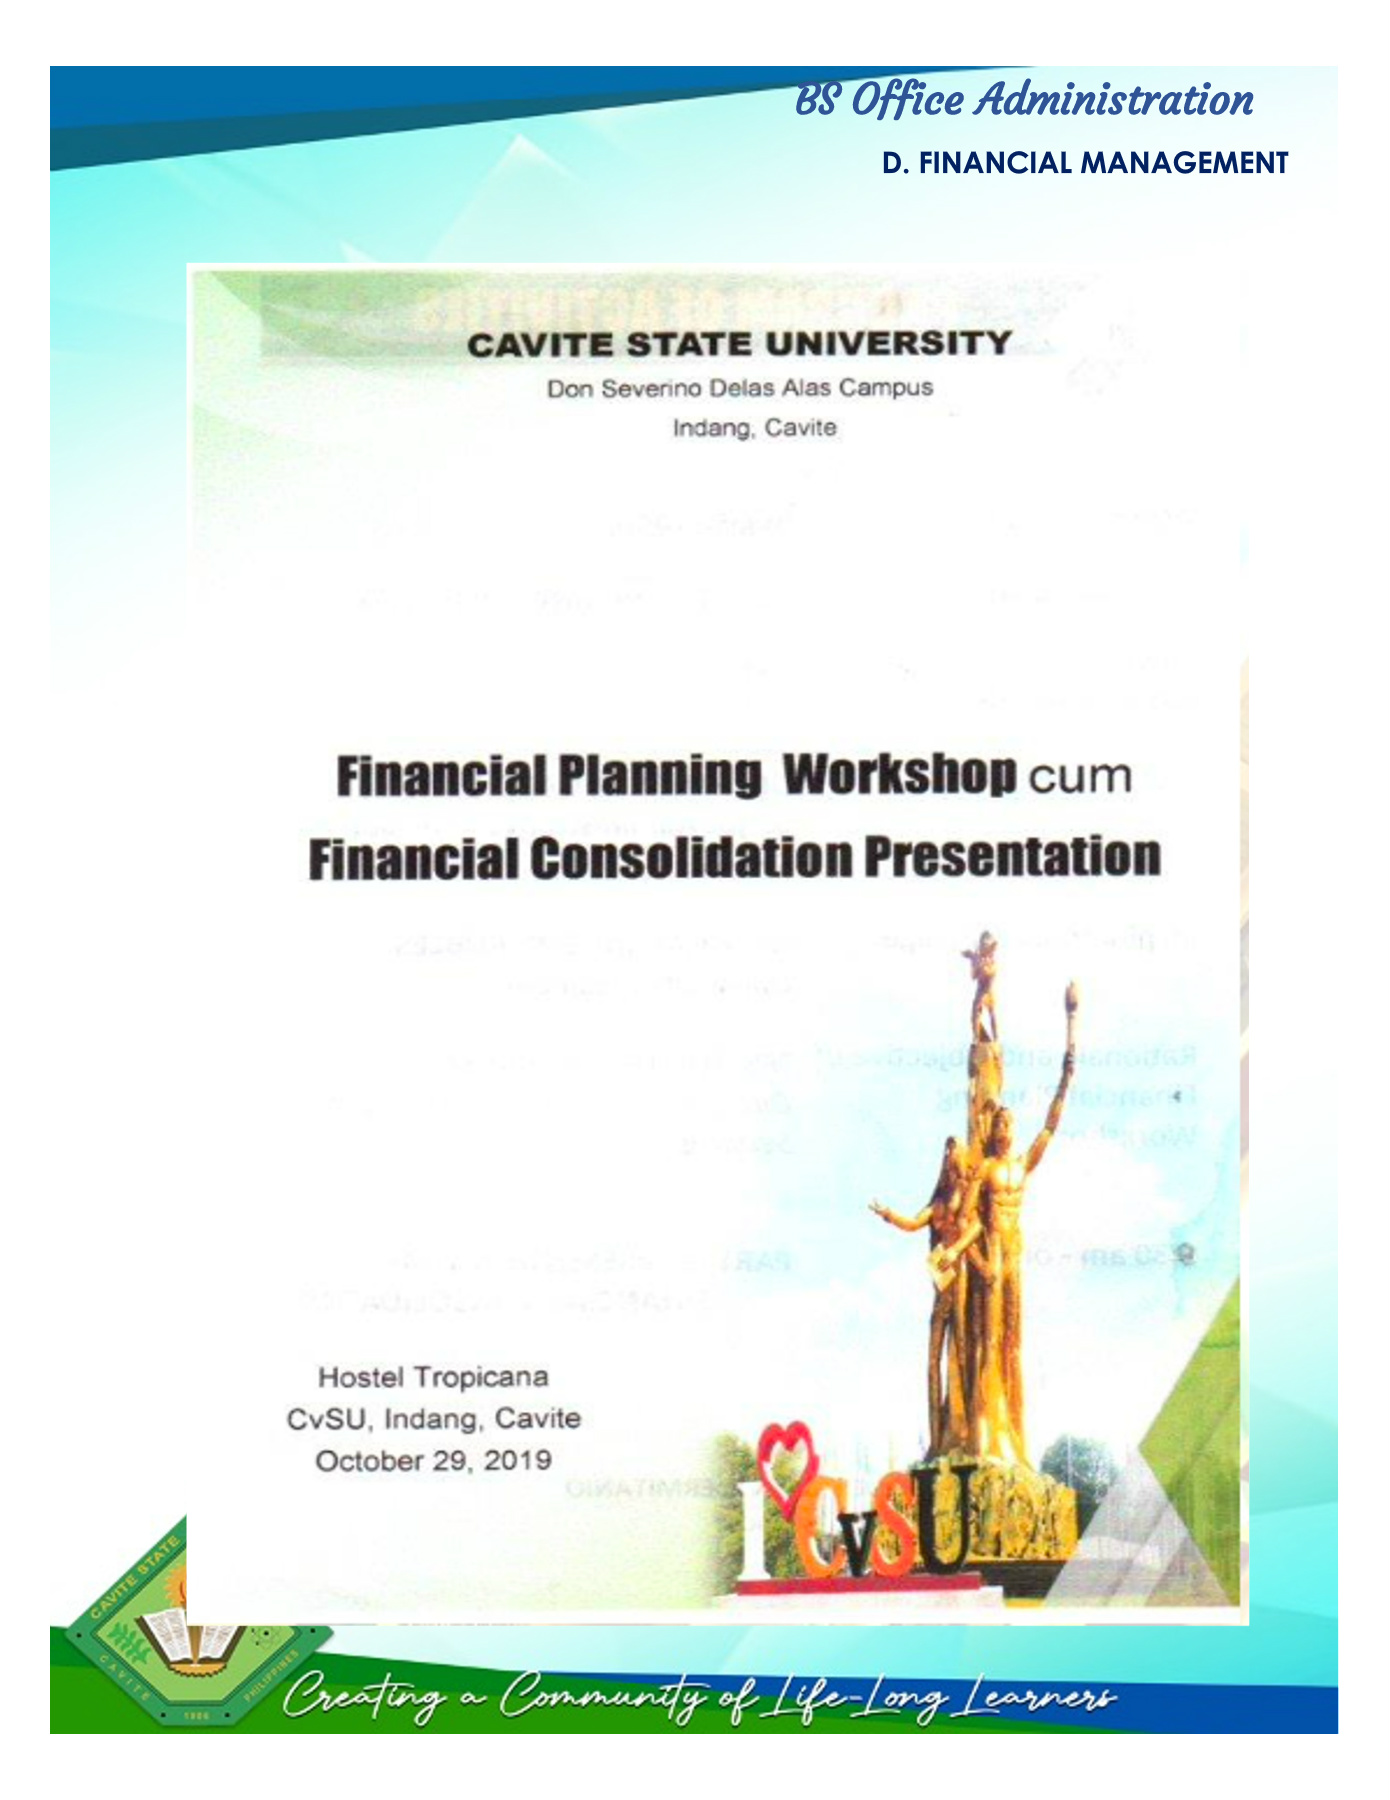 BS Office Administration
D. FINANCIAL MANAGEMENT
CAVITE STATE UNIVERSITY
Don Severino Delas Alas Campus
Indang, Cavite
Financial Planning Workshop cum
Financial Consolidation Presentation
Hostel Tropicana
CvSU, Indang, Cavite
October 29, 2019
I CvSU
CAVITE STATE
CAVITE
PHILIPPINES
1906
Creating a Community of Life-Long Learners